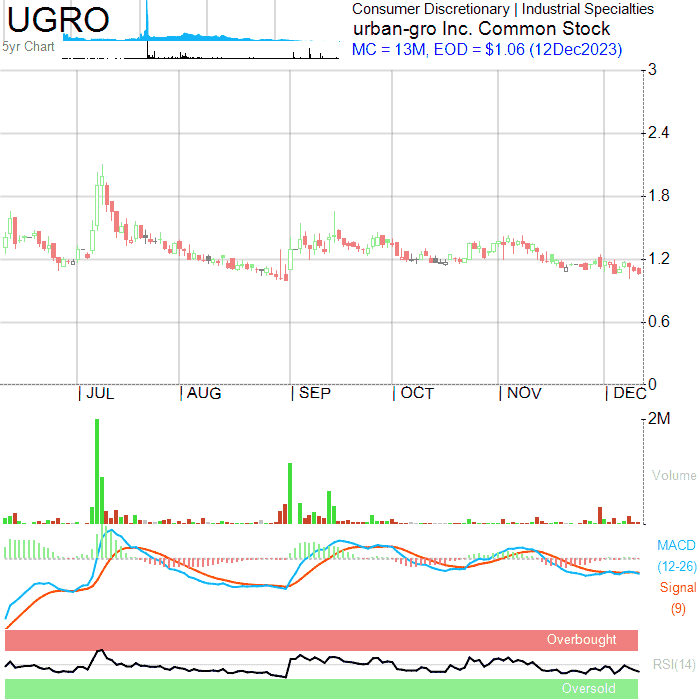 UGRO
5yr Chart
Consumer Discretionary | Industrial Specialties
urban-gro Inc. Common Stock
MC = 13M, EOD = $1.06 (12Dec2023)
3
2.4
1.8
1.2
0.6
0
|JUL |AUG |SEP |OCT |NOV |DEC
2M
Volume
MACD
(12-26)
Signal
(9)
Overbought
RSI(14)
Oversold